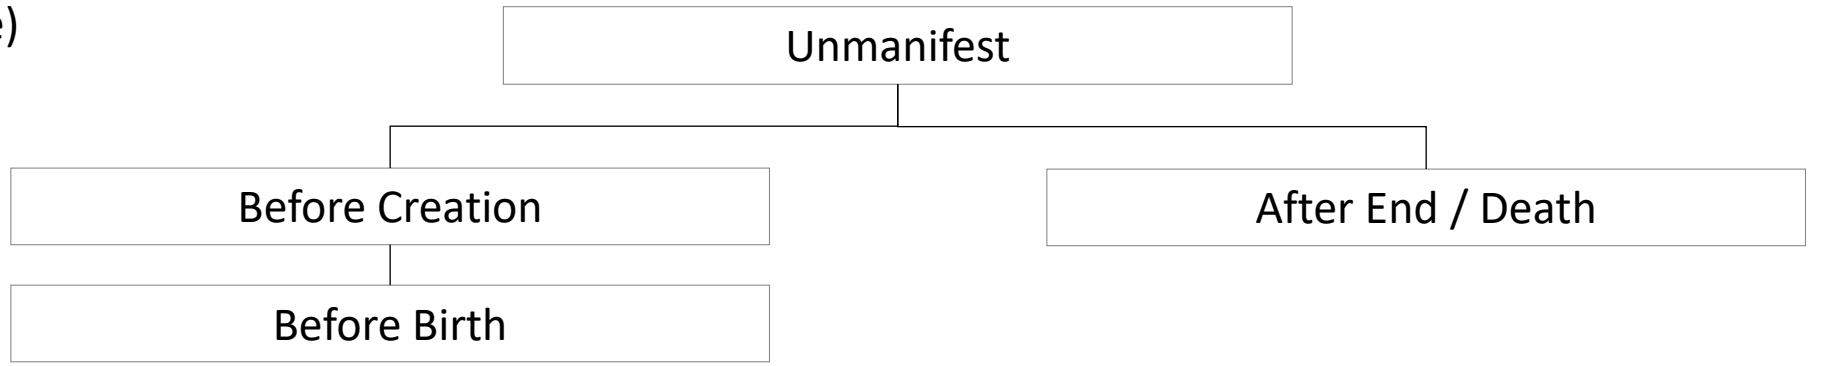 e)
Unmanifest
Before Creation
After End / Death
Before Birth